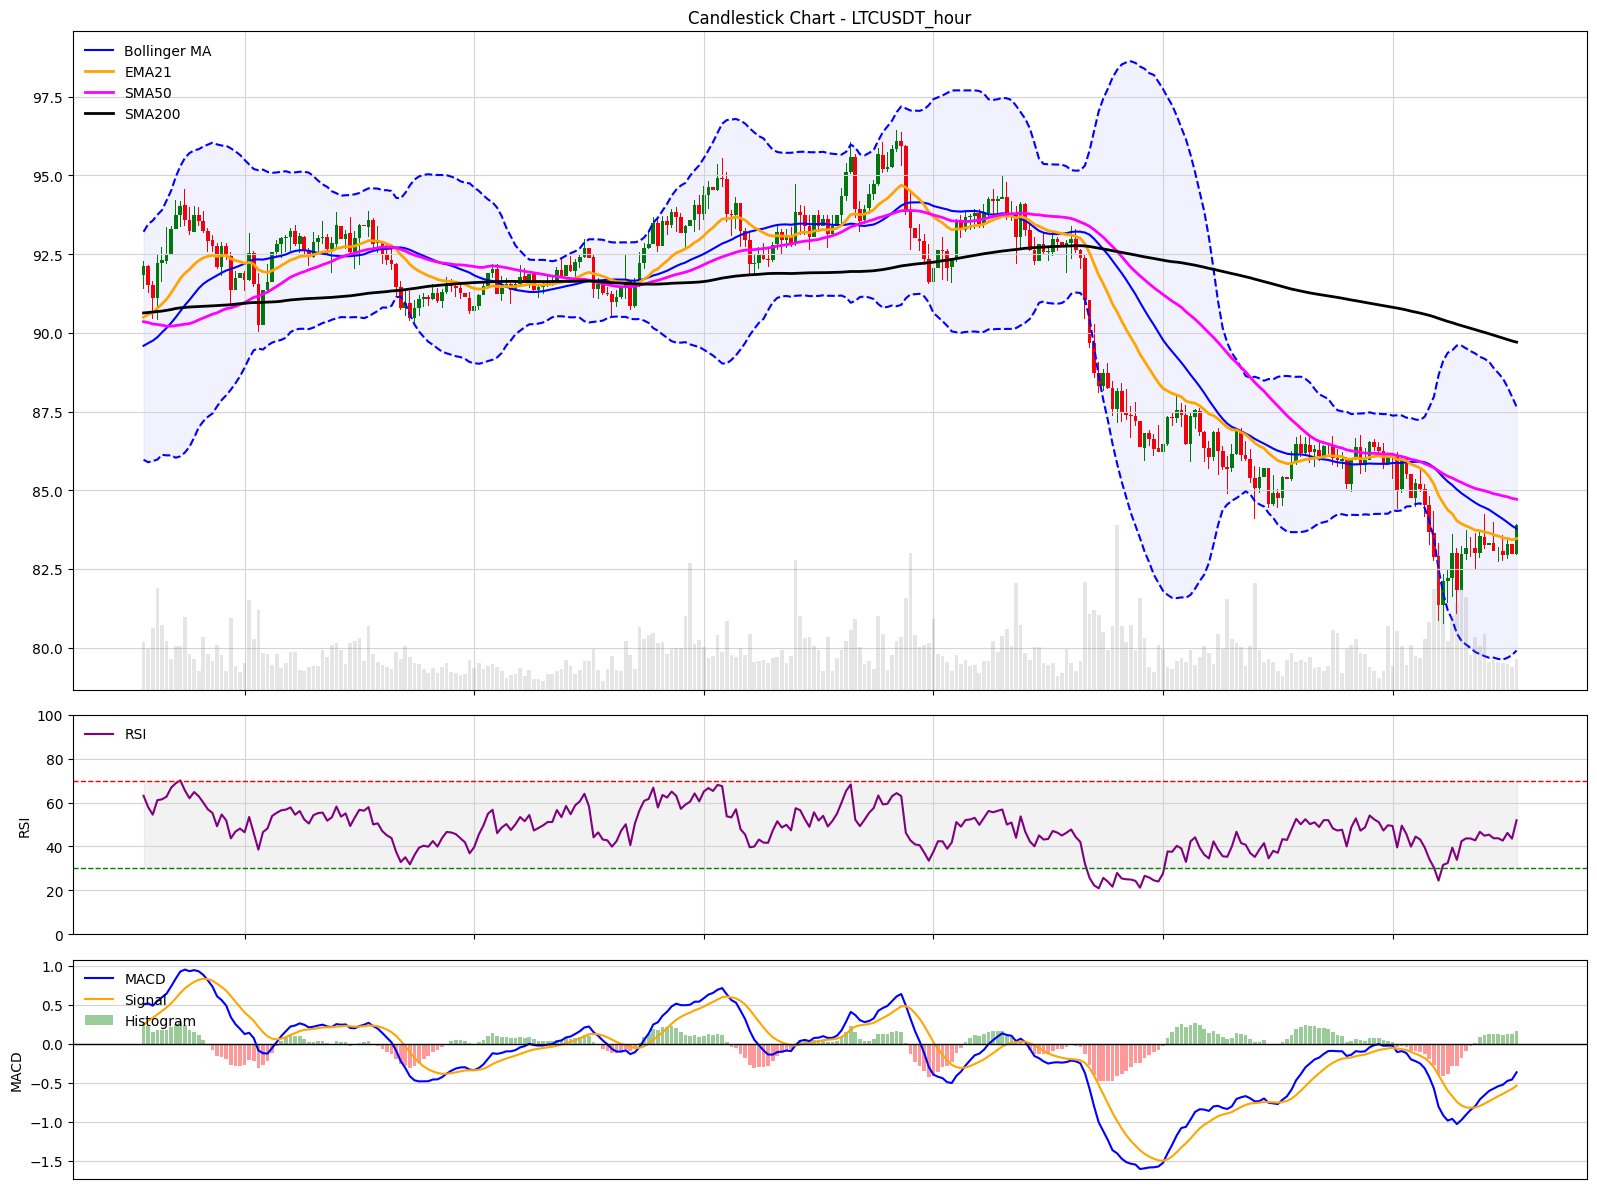 Candlestick Chart - LTCUSDT_hour
Bollinger MA
EMA21
SMA50
SMA200
97.5
95.0
92.5
90.0
87.5
85.0
82.5
80.0
RSI
100
80
60
40
20
0
RSI
MACD
Signal
Histogram
1.0
0.5
0.0
−0.5
−1.0
−1.5
MACD